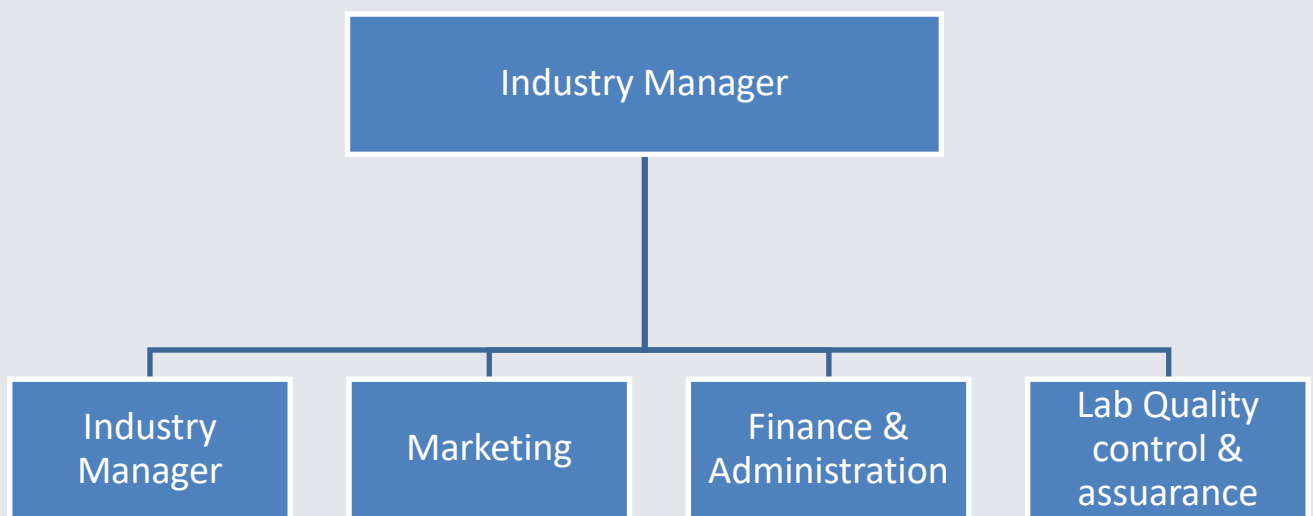 Industry Manager
Industry
Manager
Marketing
Finance &
Administration
Lab Quality
control &
assuarance